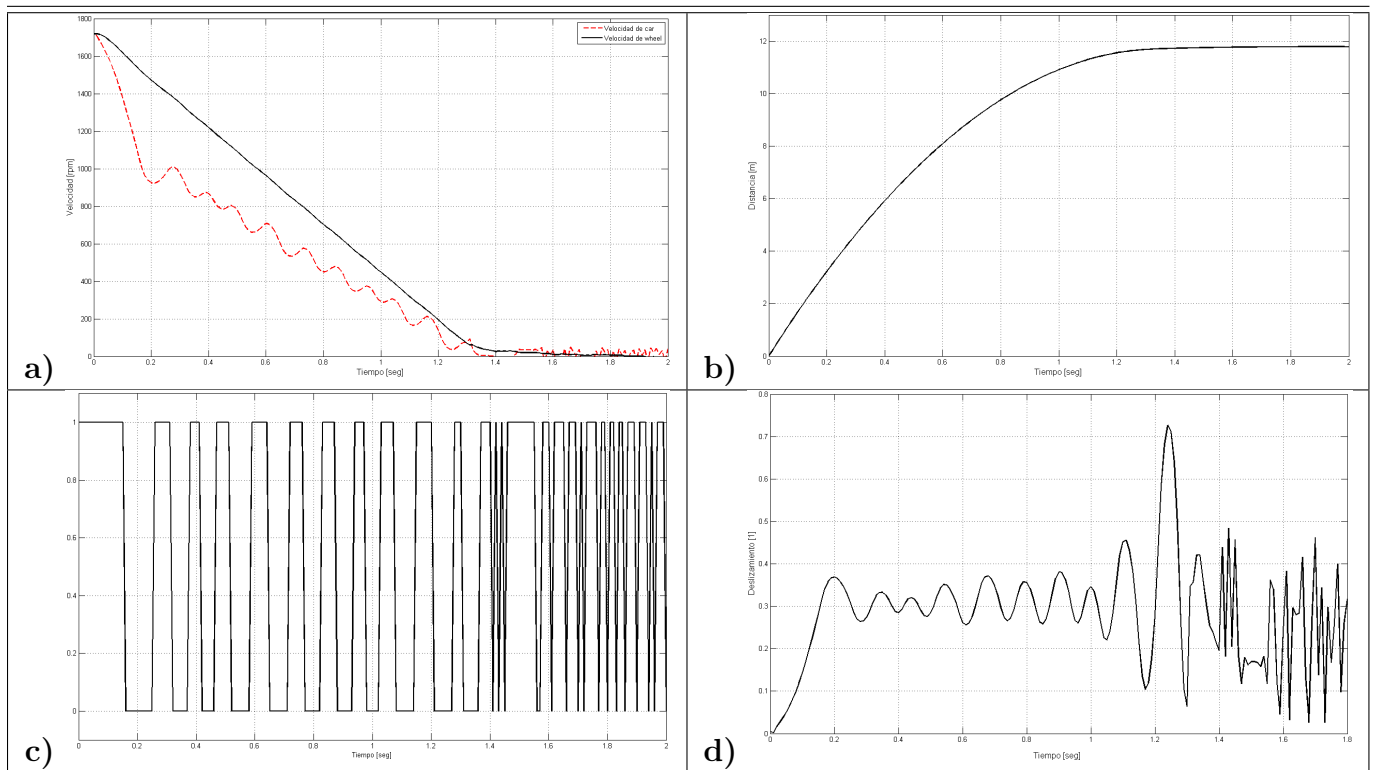 1800
1600
1400
1200
1000
800
600
400
200
0
Velocidad [rpm]
Velocidad de car
Velocidad de wheel
0 0.2 0.4 0.6 0.8 1 1.2 1.4 1.6 1.8 2
Tiempo [seg]
a)
12
10
8
6
4
2
0
Distancia [m]
0 0.2 0.4 0.6 0.8 1 1.2 1.4 1.6 1.8 2
Tiempo [seg]
b)
1
0.8
0.6
0.4
0.2
0
0 0.2 0.4 0.6 0.8 1 1.2 1.4 1.6 1.8 2
Tiempo [seg]
c)
0.8
0.7
0.6
0.5
0.4
0.3
0.2
0.1
0
Deslizamiento [1]
0 0.2 0.4 0.6 0.8 1 1.2 1.4 1.6 1.8
Tiempo [seg]
d)